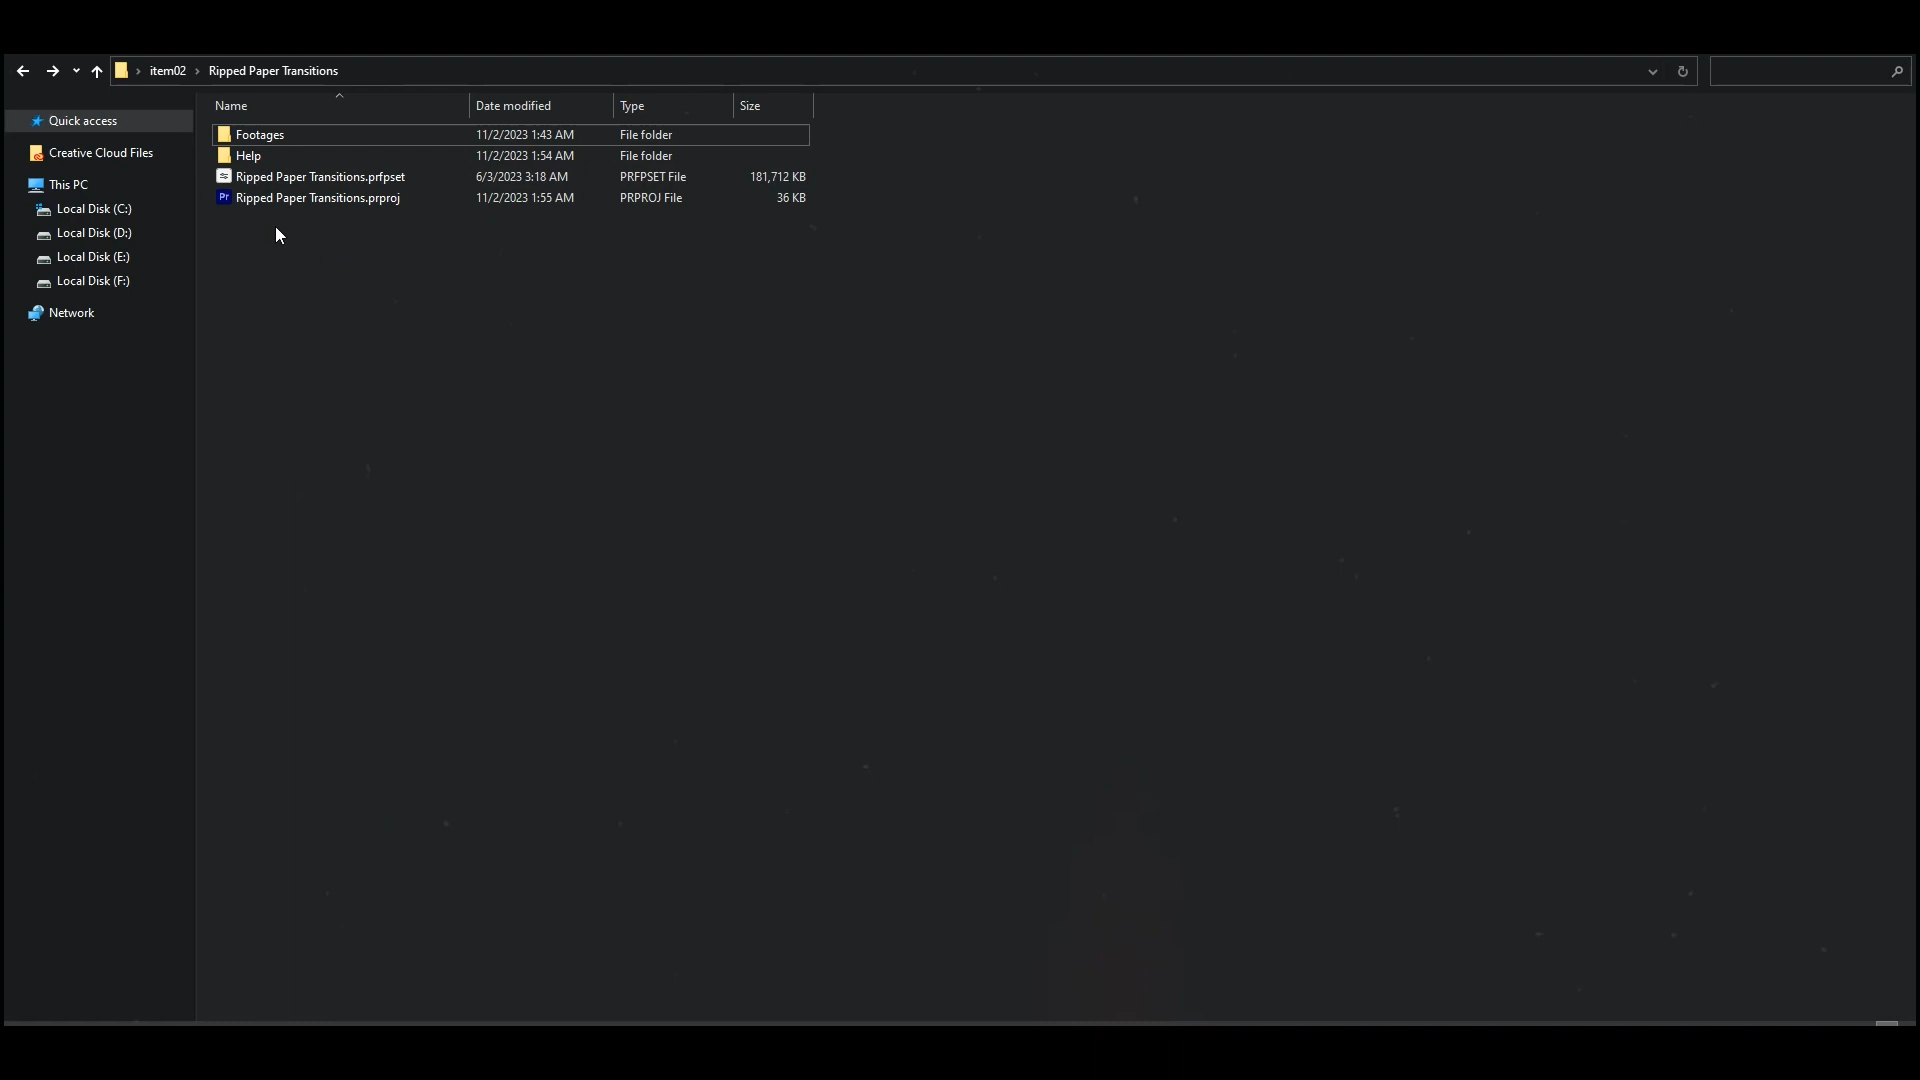 item02 › Ripped Paper Transitions
Name Date modified Type Size
Quick access
Footages 11/2/2023 1:43 AM File folder
Creative Cloud Files
Help 11/2/2023 1:54 AM File folder
Ripped Paper Transitions.prfpset 6/3/2023 3:18 AM PRFPSET File 181,712 KB
This PC
Pr Ripped Paper Transitions.prproj 11/2/2023 1:55 AM PRPROJ File 36 KB
Local Disk (C:)
Local Disk (D:)
Local Disk (E:)
Local Disk (F:)
Network